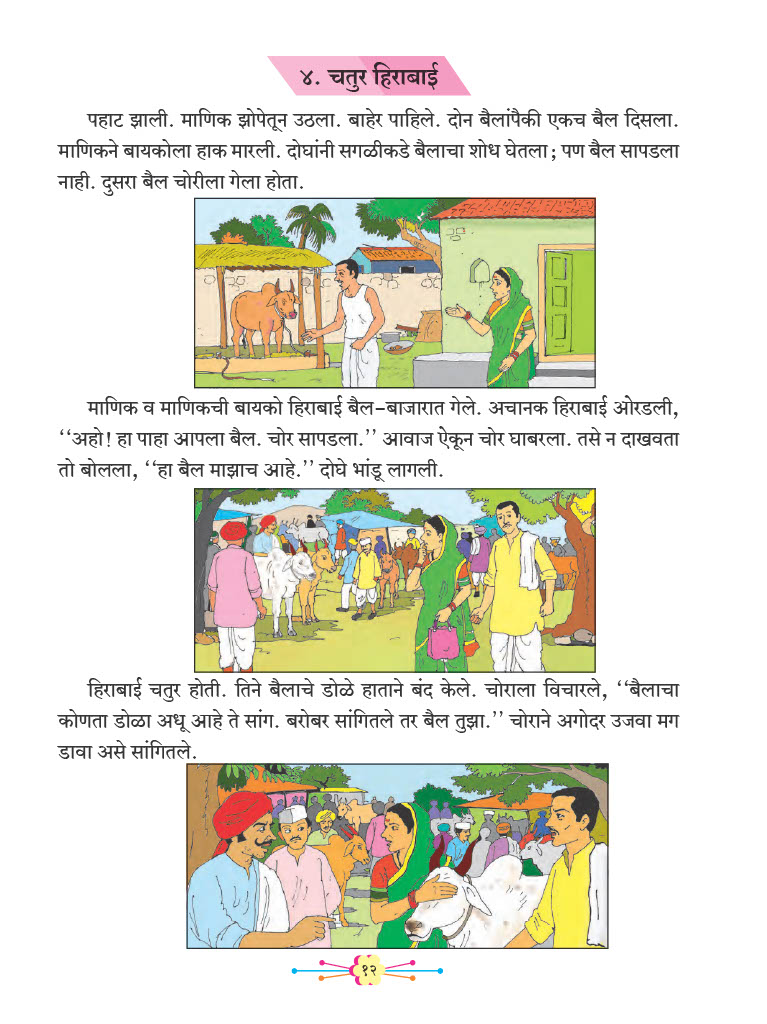 ४. चतुर हिराबाई
पहाट झाली. माणिक झोपेतून उठला. बाहेर पाहिले. दोन बैलांपैकी एकच बैल दिसला.
माणिकने बायकोला हाक मारली. दोघांनी सगळीकडे बैलाचा शोध घेतला; पण बैल सापडला
नाही. दुसरा बैल चोरीला गेला होता.
माणिक व माणिकची बायको हिराबाई बैल-बाजारात गेले. अचानक हिराबाई ओरडली,
‘‘अहो! हा पाहा आपला बैल. चोर सापडला.’’ आवाज ऐकून चोर घाबरला. तसे न दाखवता
तो बोलला, ‘‘हा बैल माझाच आहे.’’ दोघे भांडू लागली.
हिराबाई चतुर होती. तिने बैलाचे डोळे हाताने बंद केले. चोराला विचारले, ‘‘बैलाचा
कोणता डोळा अधू आहे ते सांग. बरोबर सांगितले तर बैल तुझा.’’ चोराने अगोदर उजवा मग
डावा असे सांगितले.
१२